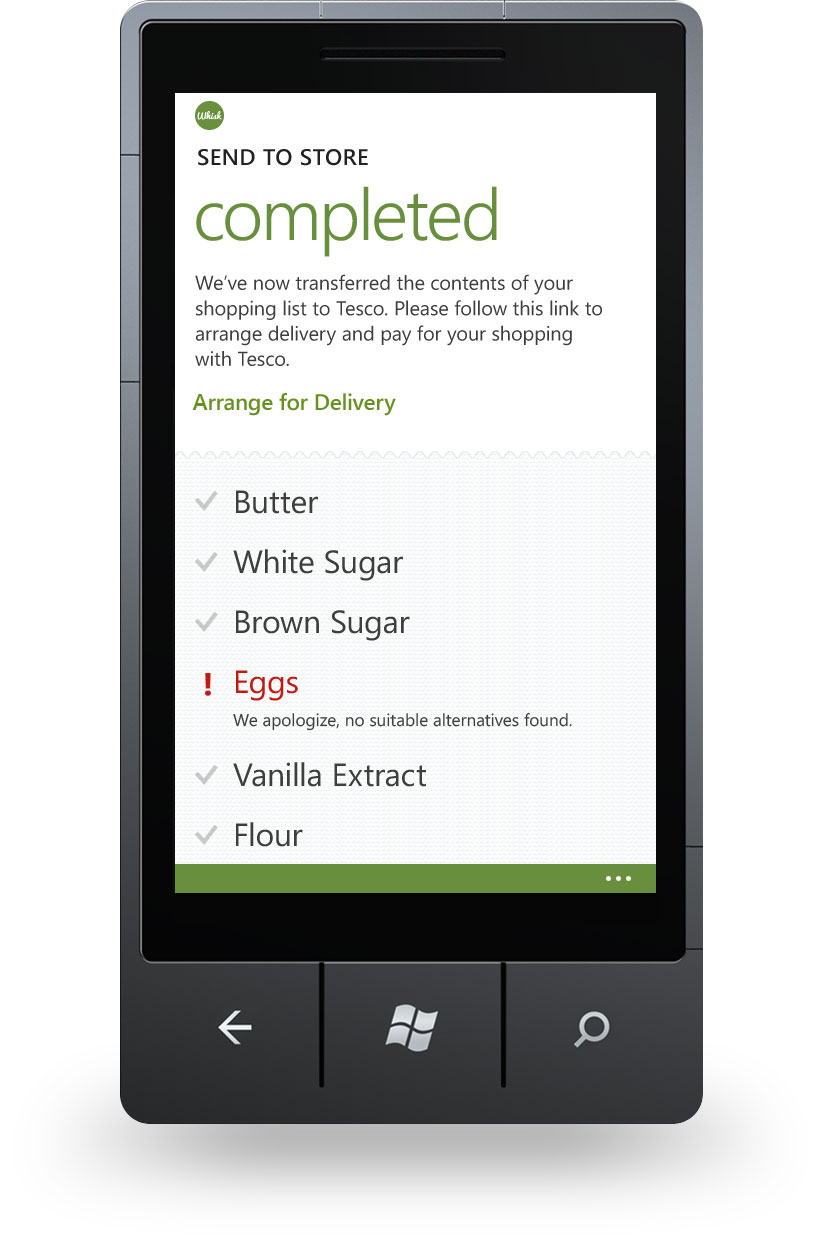 Whisk
SEND TO STORE
completed
We’ve now transferred the contents of your
shopping list to Tesco. Please follow this link to
arrange delivery and pay for your shopping
with Tesco.
Arrange for Delivery
Butter
White Sugar
Brown Sugar
! Eggs
We apologize, no suitable alternatives found.
Vanilla Extract
Flour